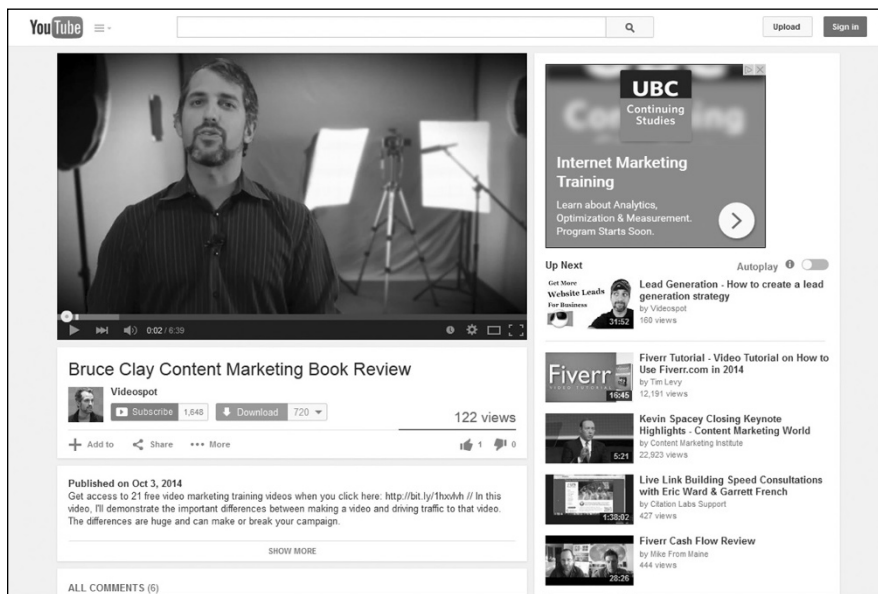 YouTube
Upload
Sign in
UBC
Continuing
Studies
Internet Marketing
Training
Learn about Analytics,
Optimization & Measurement.
Program Starts Soon.
0:02 / 6:39
Up Next
Autoplay
Get More
Website Leads
For Business
31:52
Lead Generation - How to create a lead
generation strategy
by Videospot
160 views
Bruce Clay Content Marketing Book Review
Videospot
Subscribe 1,648
Download 720
122 views
Add to
Share
More
1
0
Fiverr
VIDEO TUTORIAL
16:45
Fiverr Tutorial - Video Tutorial on How to
Use Fiverr.com in 2014
by Tim Levy
12,191 views
5:21
Kevin Spacey Closing Keynote
Highlights - Content Marketing World
by Content Marketing Institute
22,923 views
Published on Oct 3, 2014
Get access to 21 free video marketing training videos when you click here: http://bit.ly/1hxvlvh // In this
video, I'll demonstrate the important differences between making a video and driving traffic to that video.
The differences are huge and can make or break your campaign.
SHOW MORE
1:38:02
Live Link Building Speed Consultations
with Eric Ward & Garrett French
by Citation Labs Support
427 views
28:26
Fiverr Cash Flow Review
by Mike From Maine
444 views
ALL COMMENTS (6)